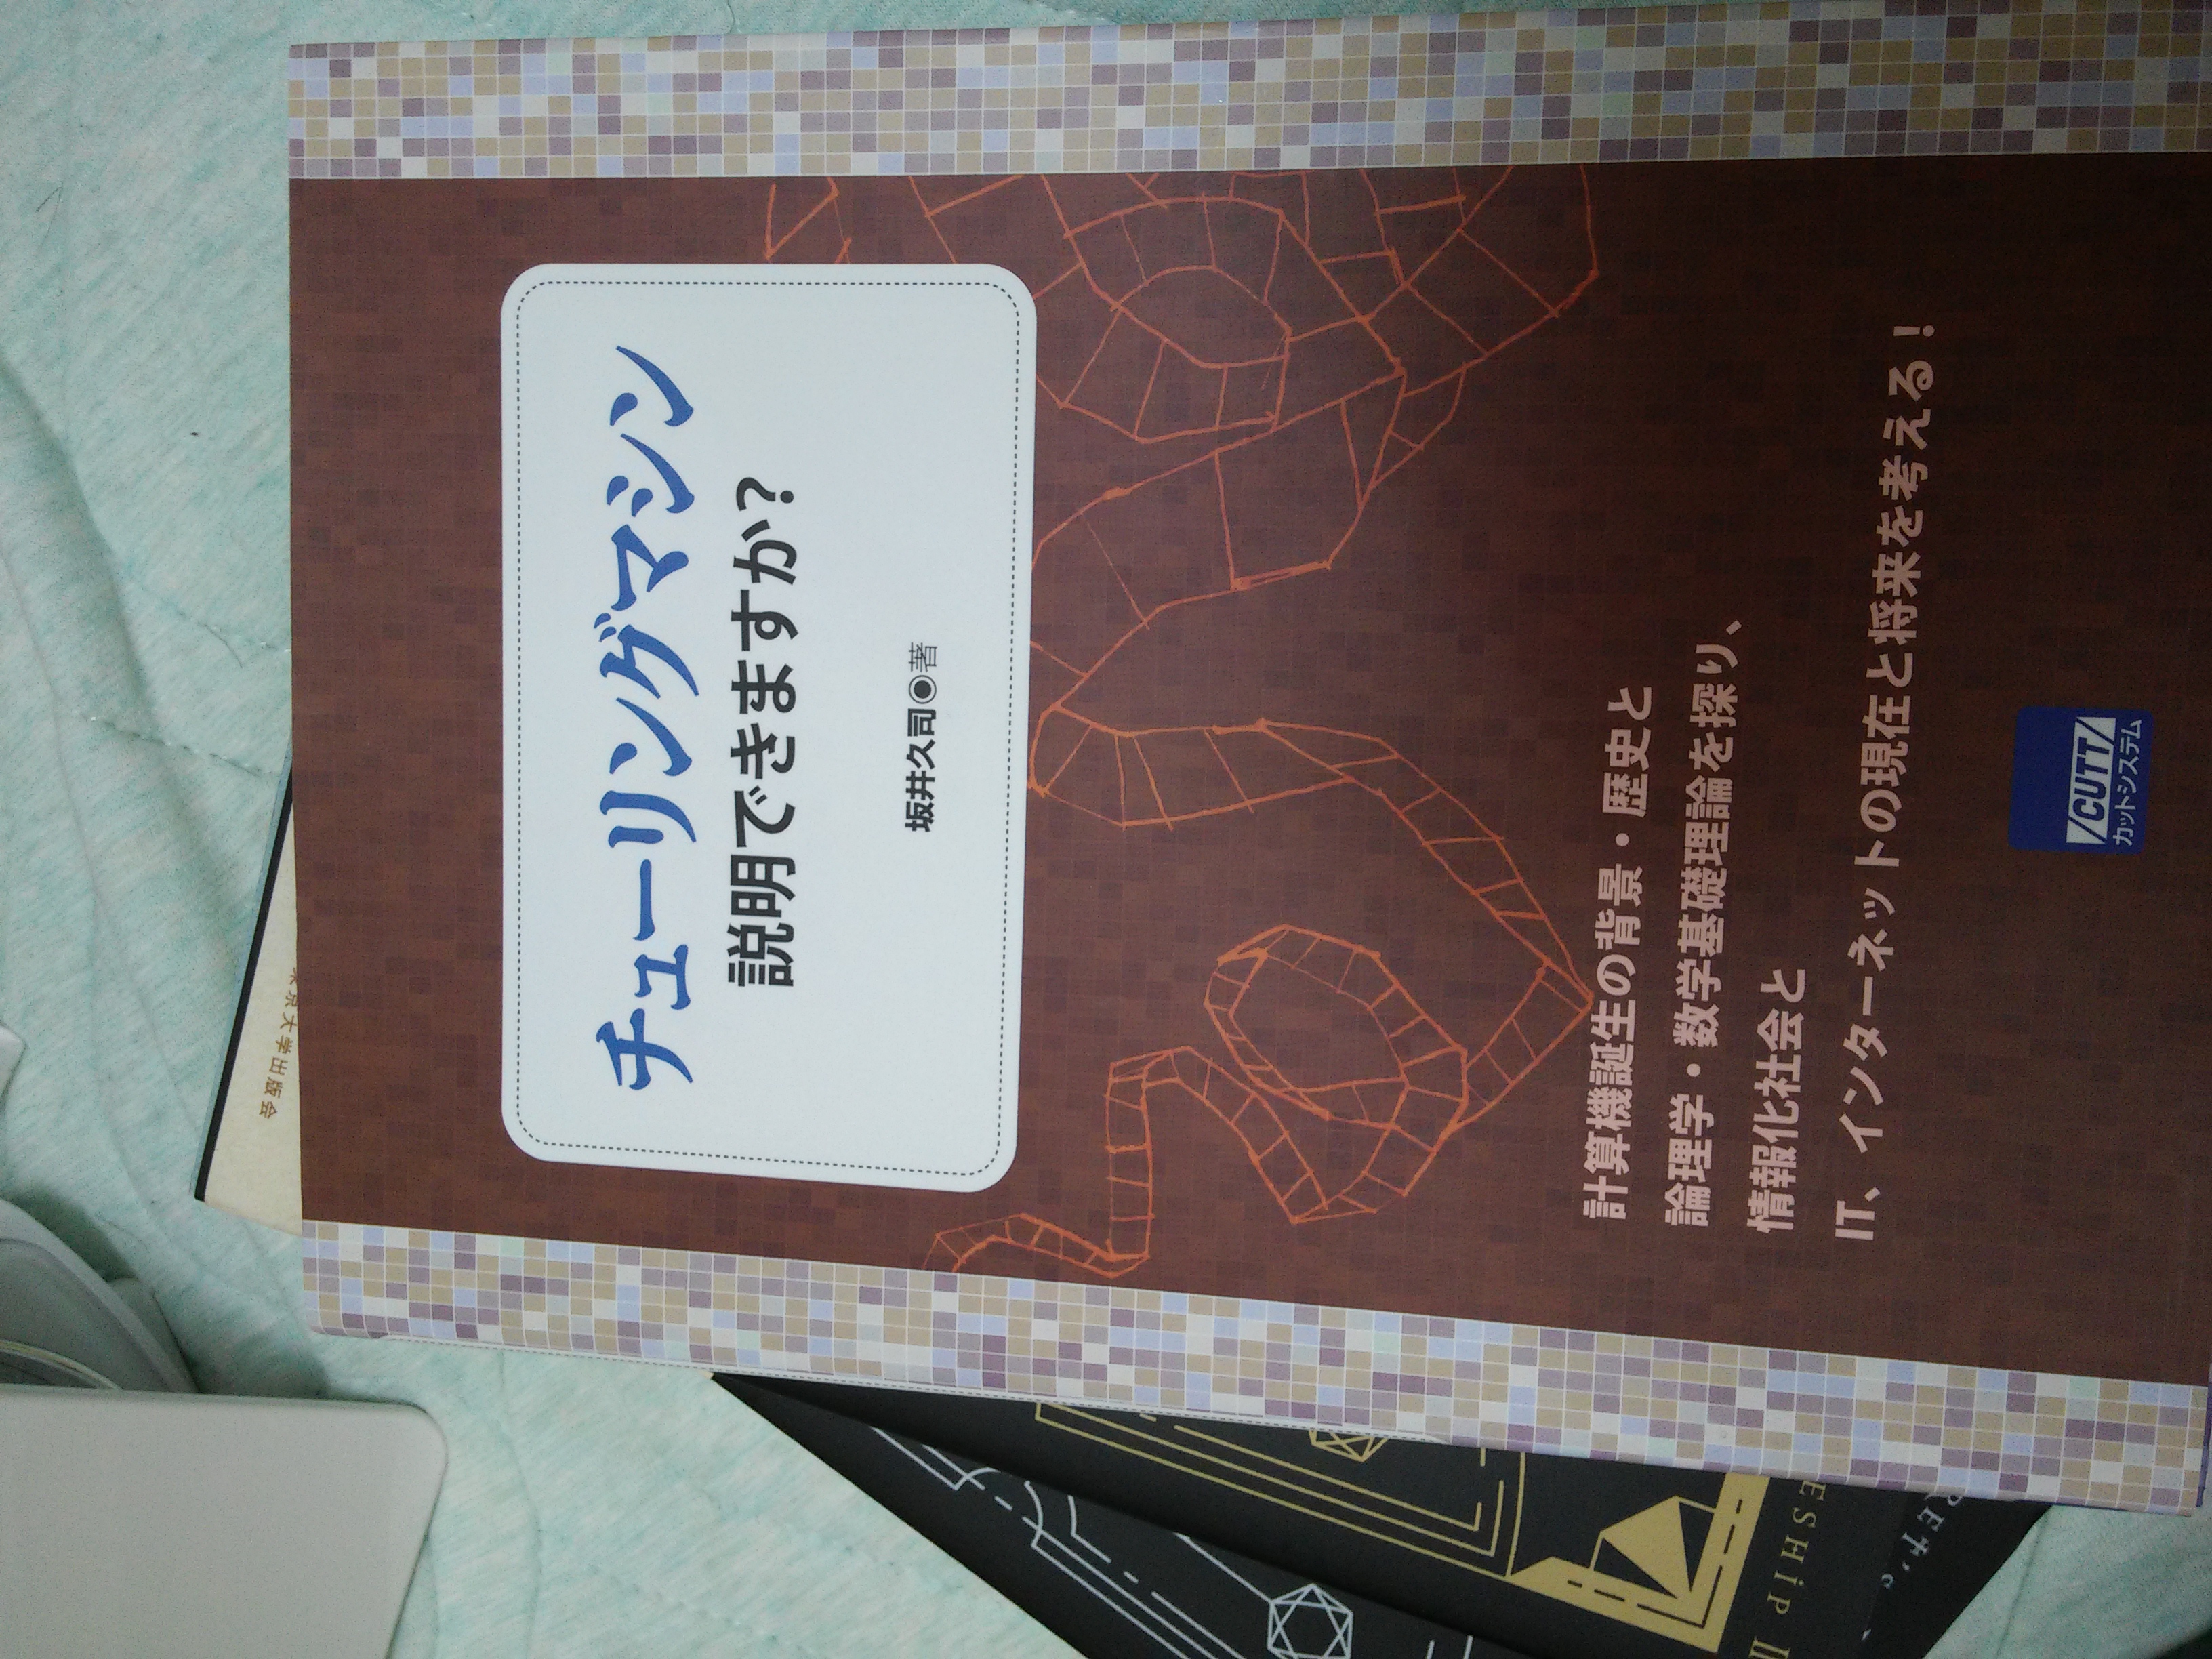 東京大学出版会
チューリングマシン
説明できますか？
坂井久司◉著
計算機誕生の背景・歴史と
論理学・数学基礎理論を探り、
情報化社会と
IT、インターネットの現在と将来を考える！
CUTT
カットシステム